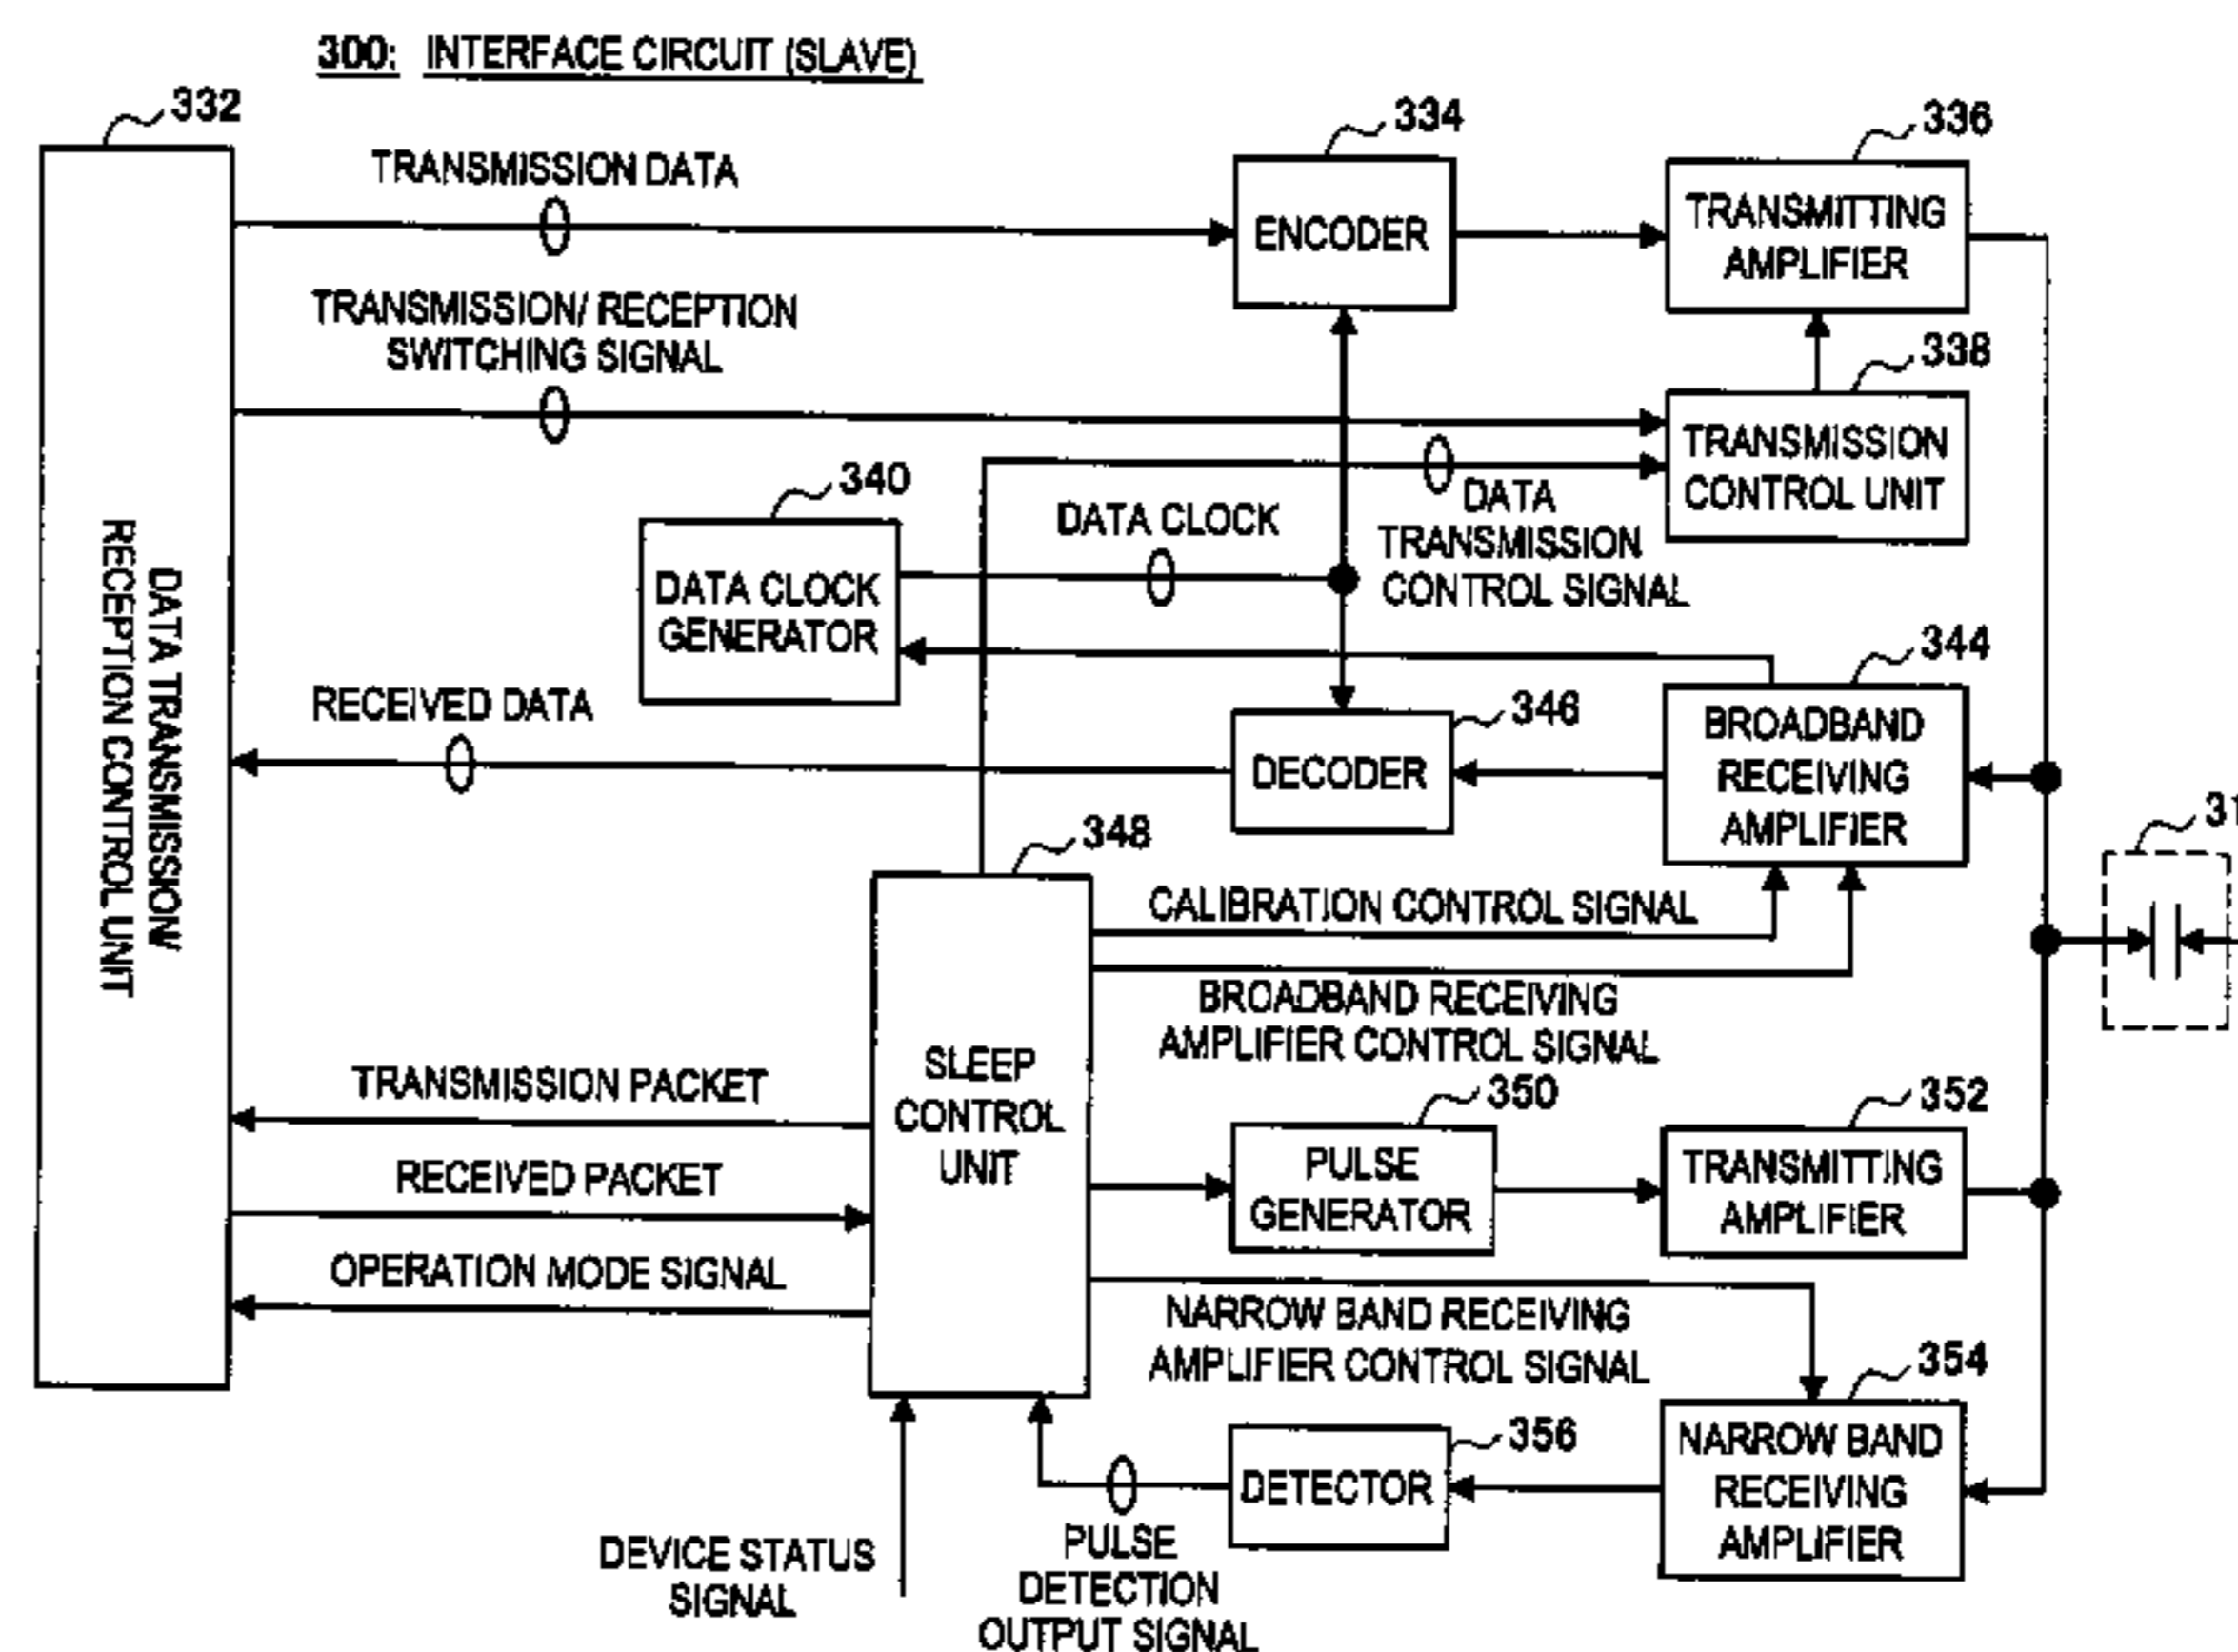 300: INTERFACE CIRCUIT (SLAVE)
332
334
336
TRANSMISSION DATA
ENCODER
TRANSMITTING
AMPLIFIER
TRANSMISSION/ RECEPTION
SWITCHING SIGNAL
338
TRANSMISSION
CONTROL UNIT
340
DATA CLOCK
DATA
TRANSMISSION
CONTROL SIGNAL
DATA CLOCK
GENERATOR
DATA TRANSMISSION/
RECEPTION CONTROL UNIT
344
RECEIVED DATA
346
DECODER
BROADBAND
RECEIVING
AMPLIFIER
31
348
CALIBRATION CONTROL SIGNAL
BROADBAND RECEIVING
AMPLIFIER CONTROL SIGNAL
SLEEP
CONTROL
UNIT
TRANSMISSION PACKET
350
352
RECEIVED PACKET
PULSE
GENERATOR
TRANSMITTING
AMPLIFIER
OPERATION MODE SIGNAL
NARROW BAND RECEIVING
AMPLIFIER CONTROL SIGNAL
354
356
DETECTOR
NARROW BAND
RECEIVING
AMPLIFIER
DEVICE STATUS
SIGNAL
PULSE
DETECTION
OUTPUT SIGNAL